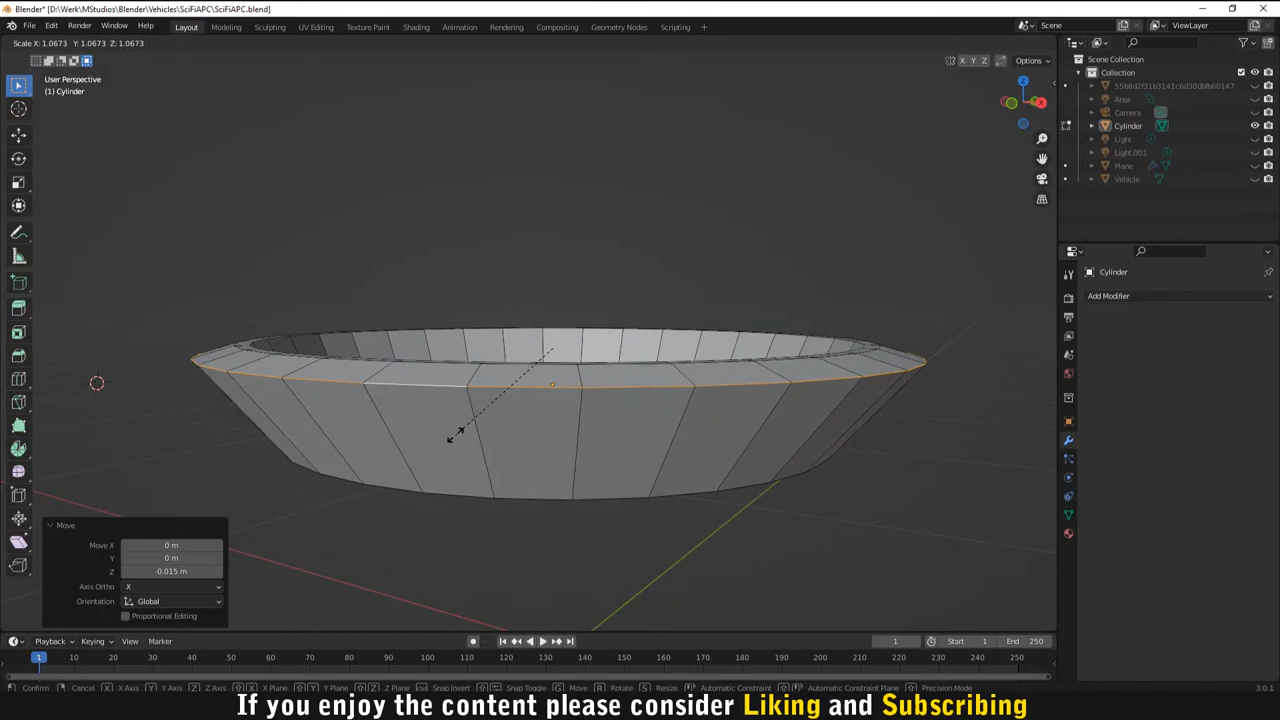 Blender* [D:\Werk\MStudios\Blender\Vehicles\SciFiAPC\SciFiAPC.blend]
File Edit Render Window Help Layout Modeling Sculpting UV Editing Texture Paint Shading Animation Rendering Compositing Geometry Nodes Scripting + Scene ViewLayer
Scale X: 1.0673 Y: 1.0673 Z: 1.0673
X Y Z Options
User Perspective
(1) Cylinder
Z
X
Scene Collection
Collection
55b8d2f31b3141c6d30dbfb60147
Area
Camera
Cylinder
Light
Light.001
Plane
Vehicle
Cylinder
Add Modifier
Move
Move X 0 m
Y 0 m
Z -0.015 m
Axis Ortho X
Orientation Global
Proportional Editing
Playback Keying View Marker 1 Start 1 End 250
1 10 20 30 40 50 60 70 80 90 100 110 120 130 140 150 160 170 180 190 200 210 220 230 240 250
Confirm Cancel X X Axis Y Y Axis Z Z Axis X X Plane Y Y Plane Z Z Plane Snap Invert Snap Toggle G Move R Rotate S Resize Automatic Constraint Automatic Constraint Plane Precision Mode 3.0.1
If you enjoy the content please consider Liking and Subscribing